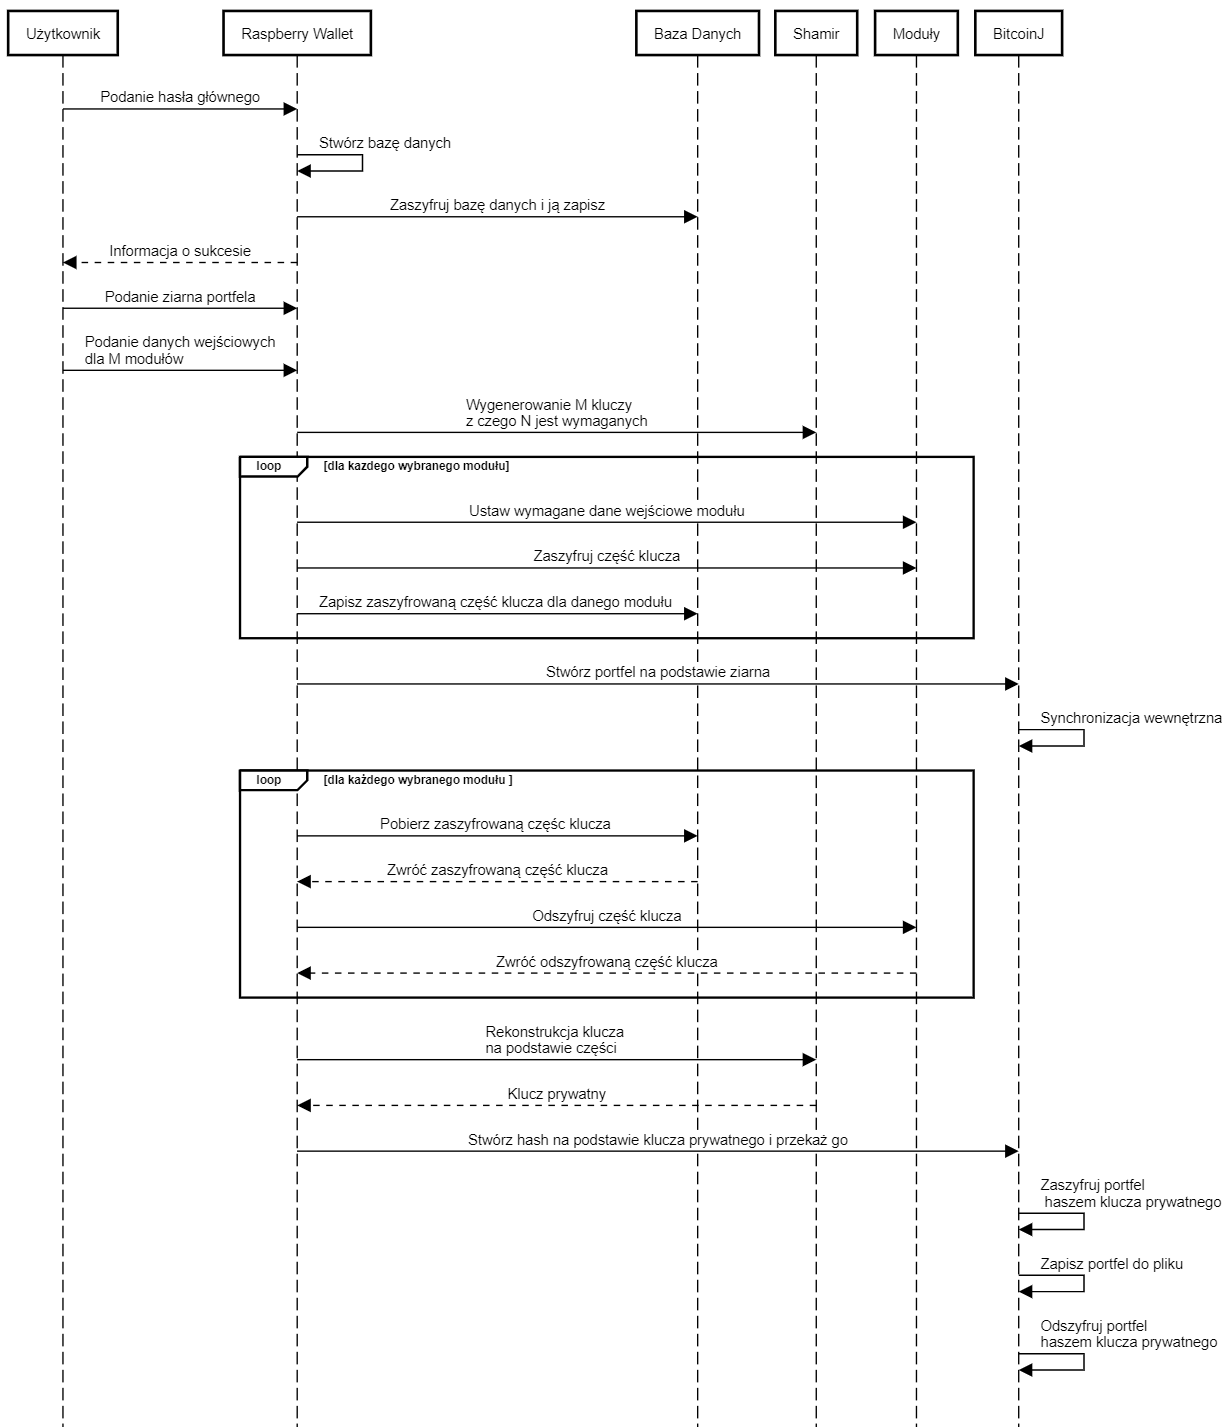 Użytkownik
Raspberry Wallet
Baza Danych
Shamir
Moduły
BitcoinJ
Podanie hasła głównego
Stwórz bazę danych
Zaszyfruj bazę danych i ją zapisz
Informacja o sukcesie
Podanie ziarna portfela
Podanie danych wejściowych
dla M modułów
Wygenerowanie M kluczy
z czego N jest wymaganych
loop
[dla kazdego wybranego modułu]
Ustaw wymagane dane wejściowe modułu
Zaszyfruj część klucza
Zapisz zaszyfrowaną część klucza dla danego modułu
Stwórz portfel na podstawie ziarna
Synchronizacja wewnętrzna
loop
[dla każdego wybranego modułu ]
Pobierz zaszyfrowaną częśc klucza
Zwróć zaszyfrowaną część klucza
Odszyfruj część klucza
Zwróć odszyfrowaną część klucza
Rekonstrukcja klucza
na podstawie części
Klucz prywatny
Stwórz hash na podstawie klucza prywatnego i przekaż go
Zaszyfruj portfel
haszem klucza prywatnego
Zapisz portfel do pliku
Odszyfruj portfel
haszem klucza prywatnego